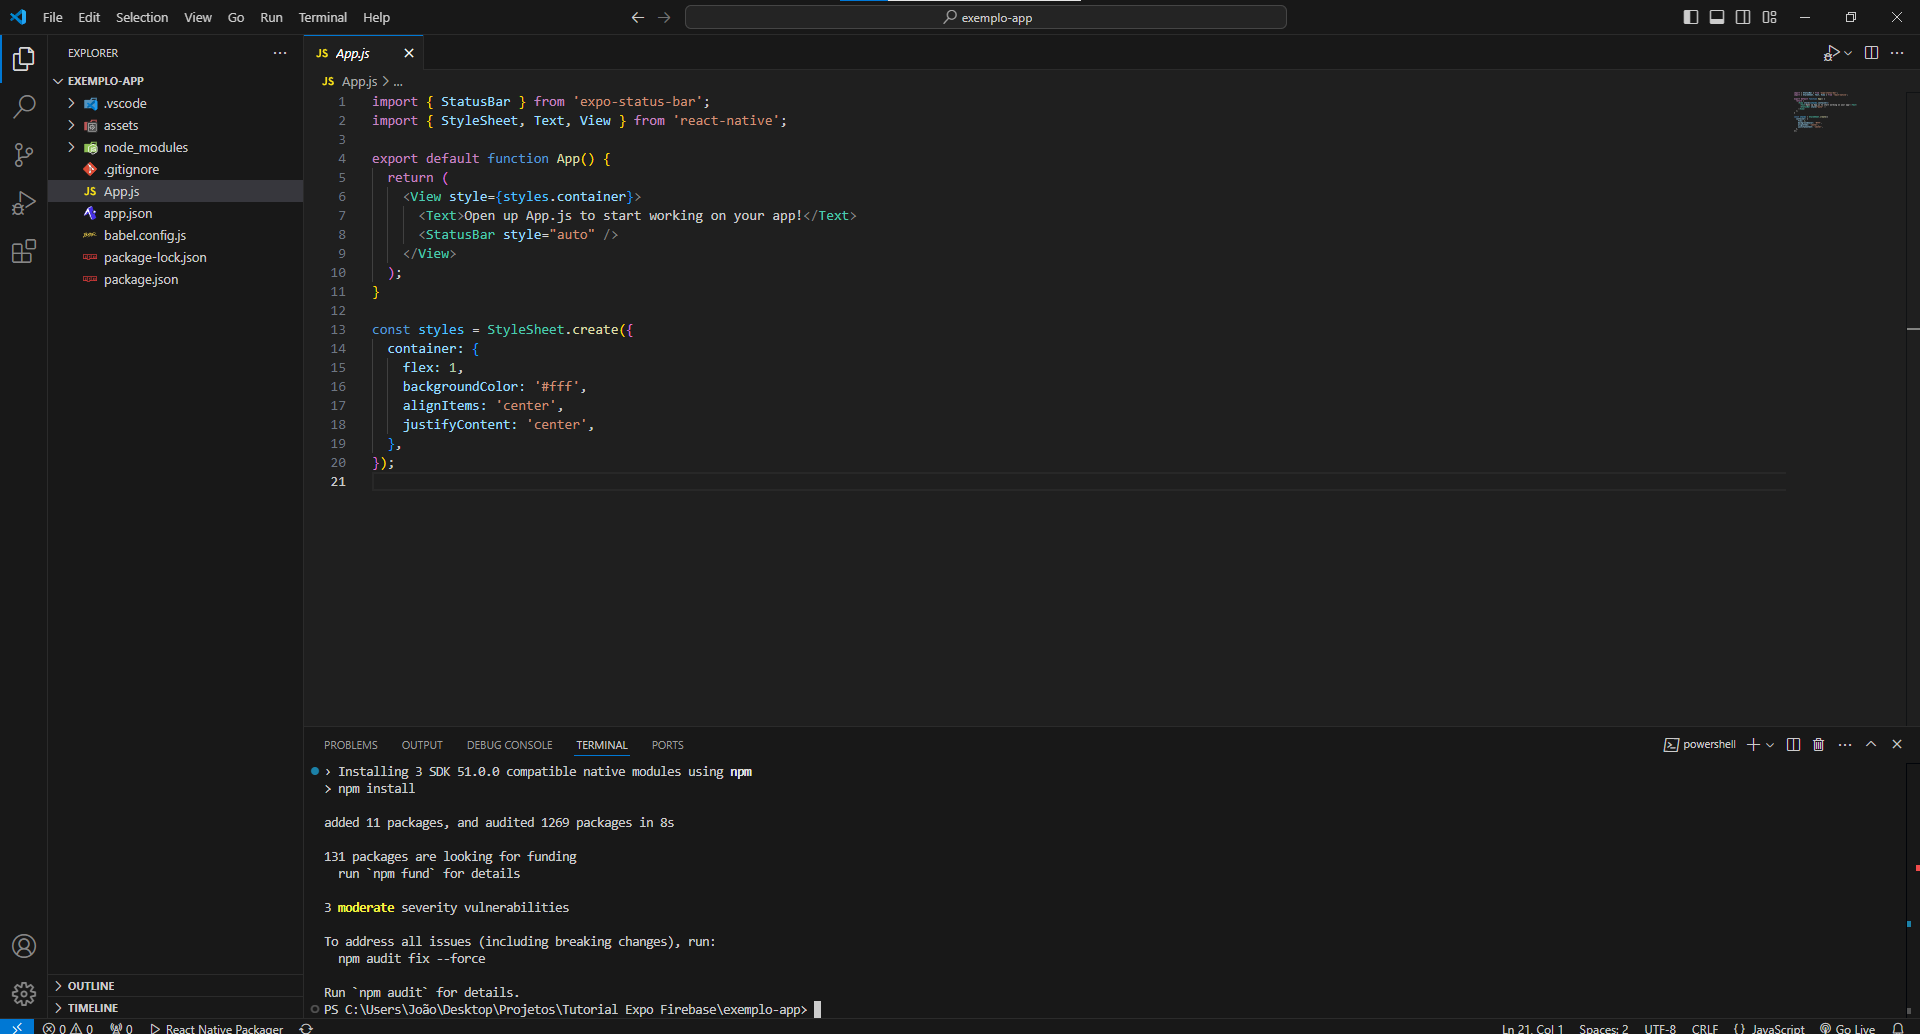 File Edit Selection View Go Run Terminal Help
exemplo-app
EXPLORER
EXEMPLO-APP
.vscode
assets
node_modules
.gitignore
JS App.js
app.json
babel.config.js
package-lock.json
package.json
OUTLINE
TIMELINE
JS App.js
JS App.js > ...
1 import { StatusBar } from 'expo-status-bar';
2 import { StyleSheet, Text, View } from 'react-native';
3
4 export default function App() {
5   return (
6     <View style={styles.container}>
7       <Text>Open up App.js to start working on your app!</Text>
8       <StatusBar style="auto" />
9     </View>
10   );
11 }
12
13 const styles = StyleSheet.create({
14   container: {
15     flex: 1,
16     backgroundColor: '#fff',
17     alignItems: 'center',
18     justifyContent: 'center',
19   },
20 });
21
PROBLEMS OUTPUT DEBUG CONSOLE TERMINAL PORTS
powershell
› Installing 3 SDK 51.0.0 compatible native modules using npm
> npm install
added 11 packages, and audited 1269 packages in 8s
131 packages are looking for funding
  run `npm fund` for details
3 moderate severity vulnerabilities
To address all issues (including breaking changes), run:
  npm audit fix --force
Run `npm audit` for details.
PS C:\Users\João\Desktop\Projetos\Tutorial Expo Firebase\exemplo-app>
0 0 0 React Native Packager
Ln 21, Col 1 Spaces: 2 UTF-8 CRLF {} JavaScript Go Live